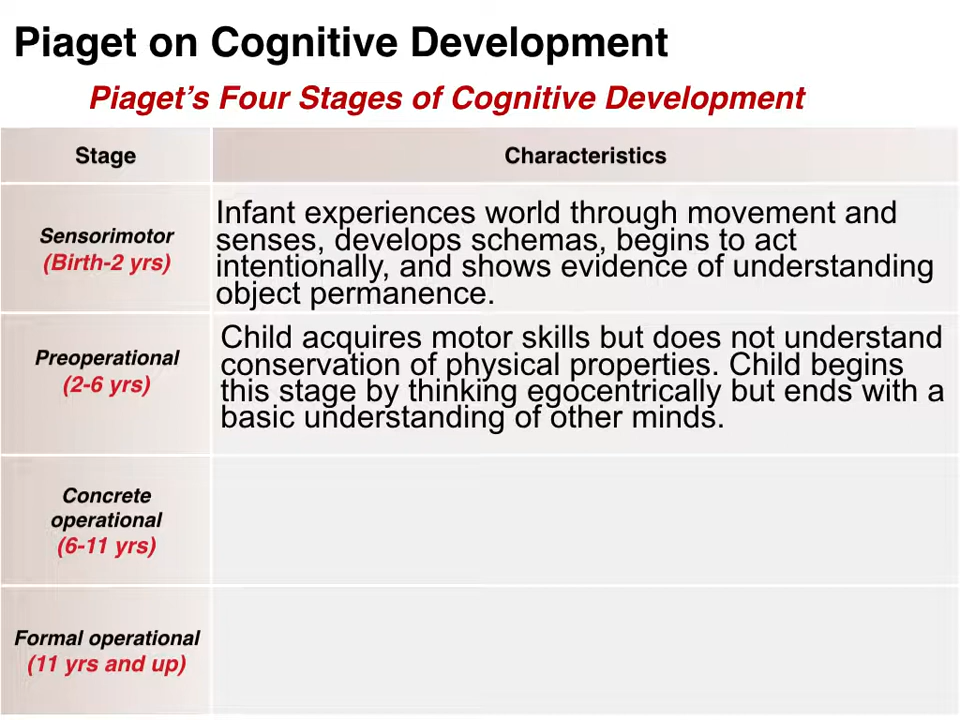 Piaget on Cognitive Development
Piaget’s Four Stages of Cognitive Development
Stage
Characteristics
Sensorimotor
(Birth-2 yrs)
Infant experiences world through movement and
senses, develops schemas, begins to act
intentionally, and shows evidence of understanding
object permanence.
Preoperational
(2-6 yrs)
Child acquires motor skills but does not understand
conservation of physical properties. Child begins
this stage by thinking egocentrically but ends with a
basic understanding of other minds.
Concrete
operational
(6-11 yrs)
Formal operational
(11 yrs and up)